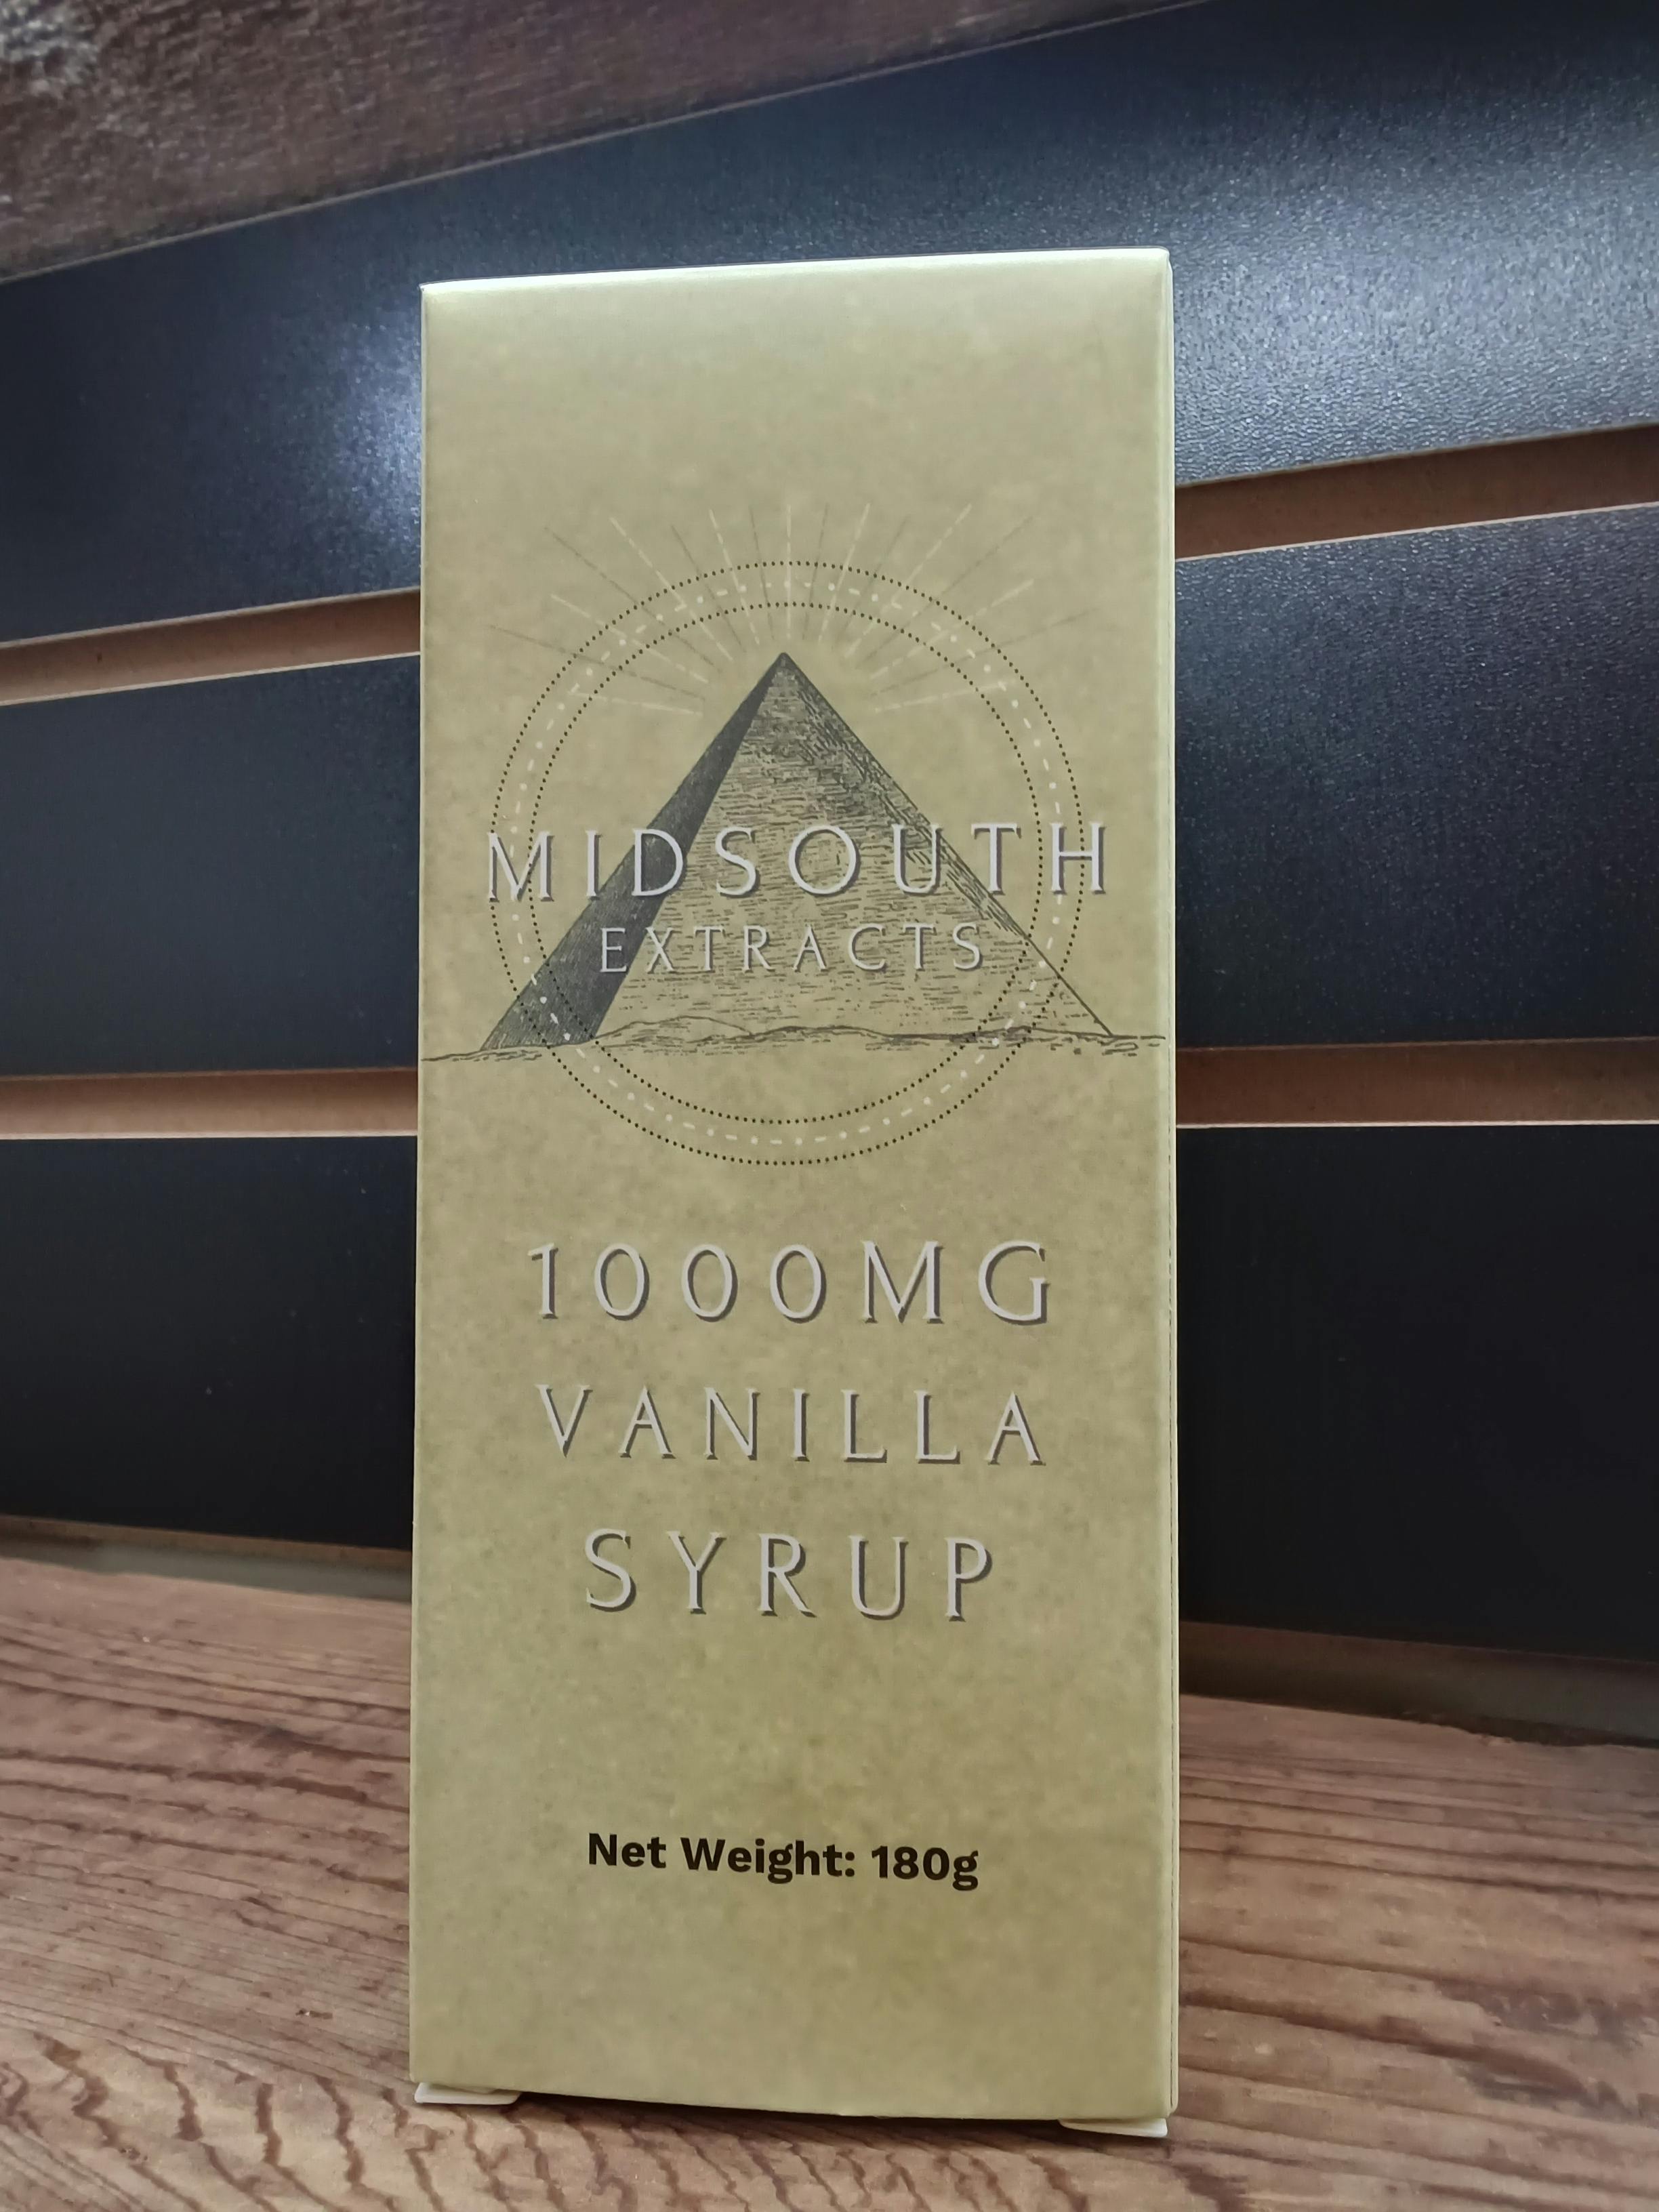 MIDSOUTH
EXTRACTS
1000MG
VANILLA
SYRUP
Net Weight: 180g